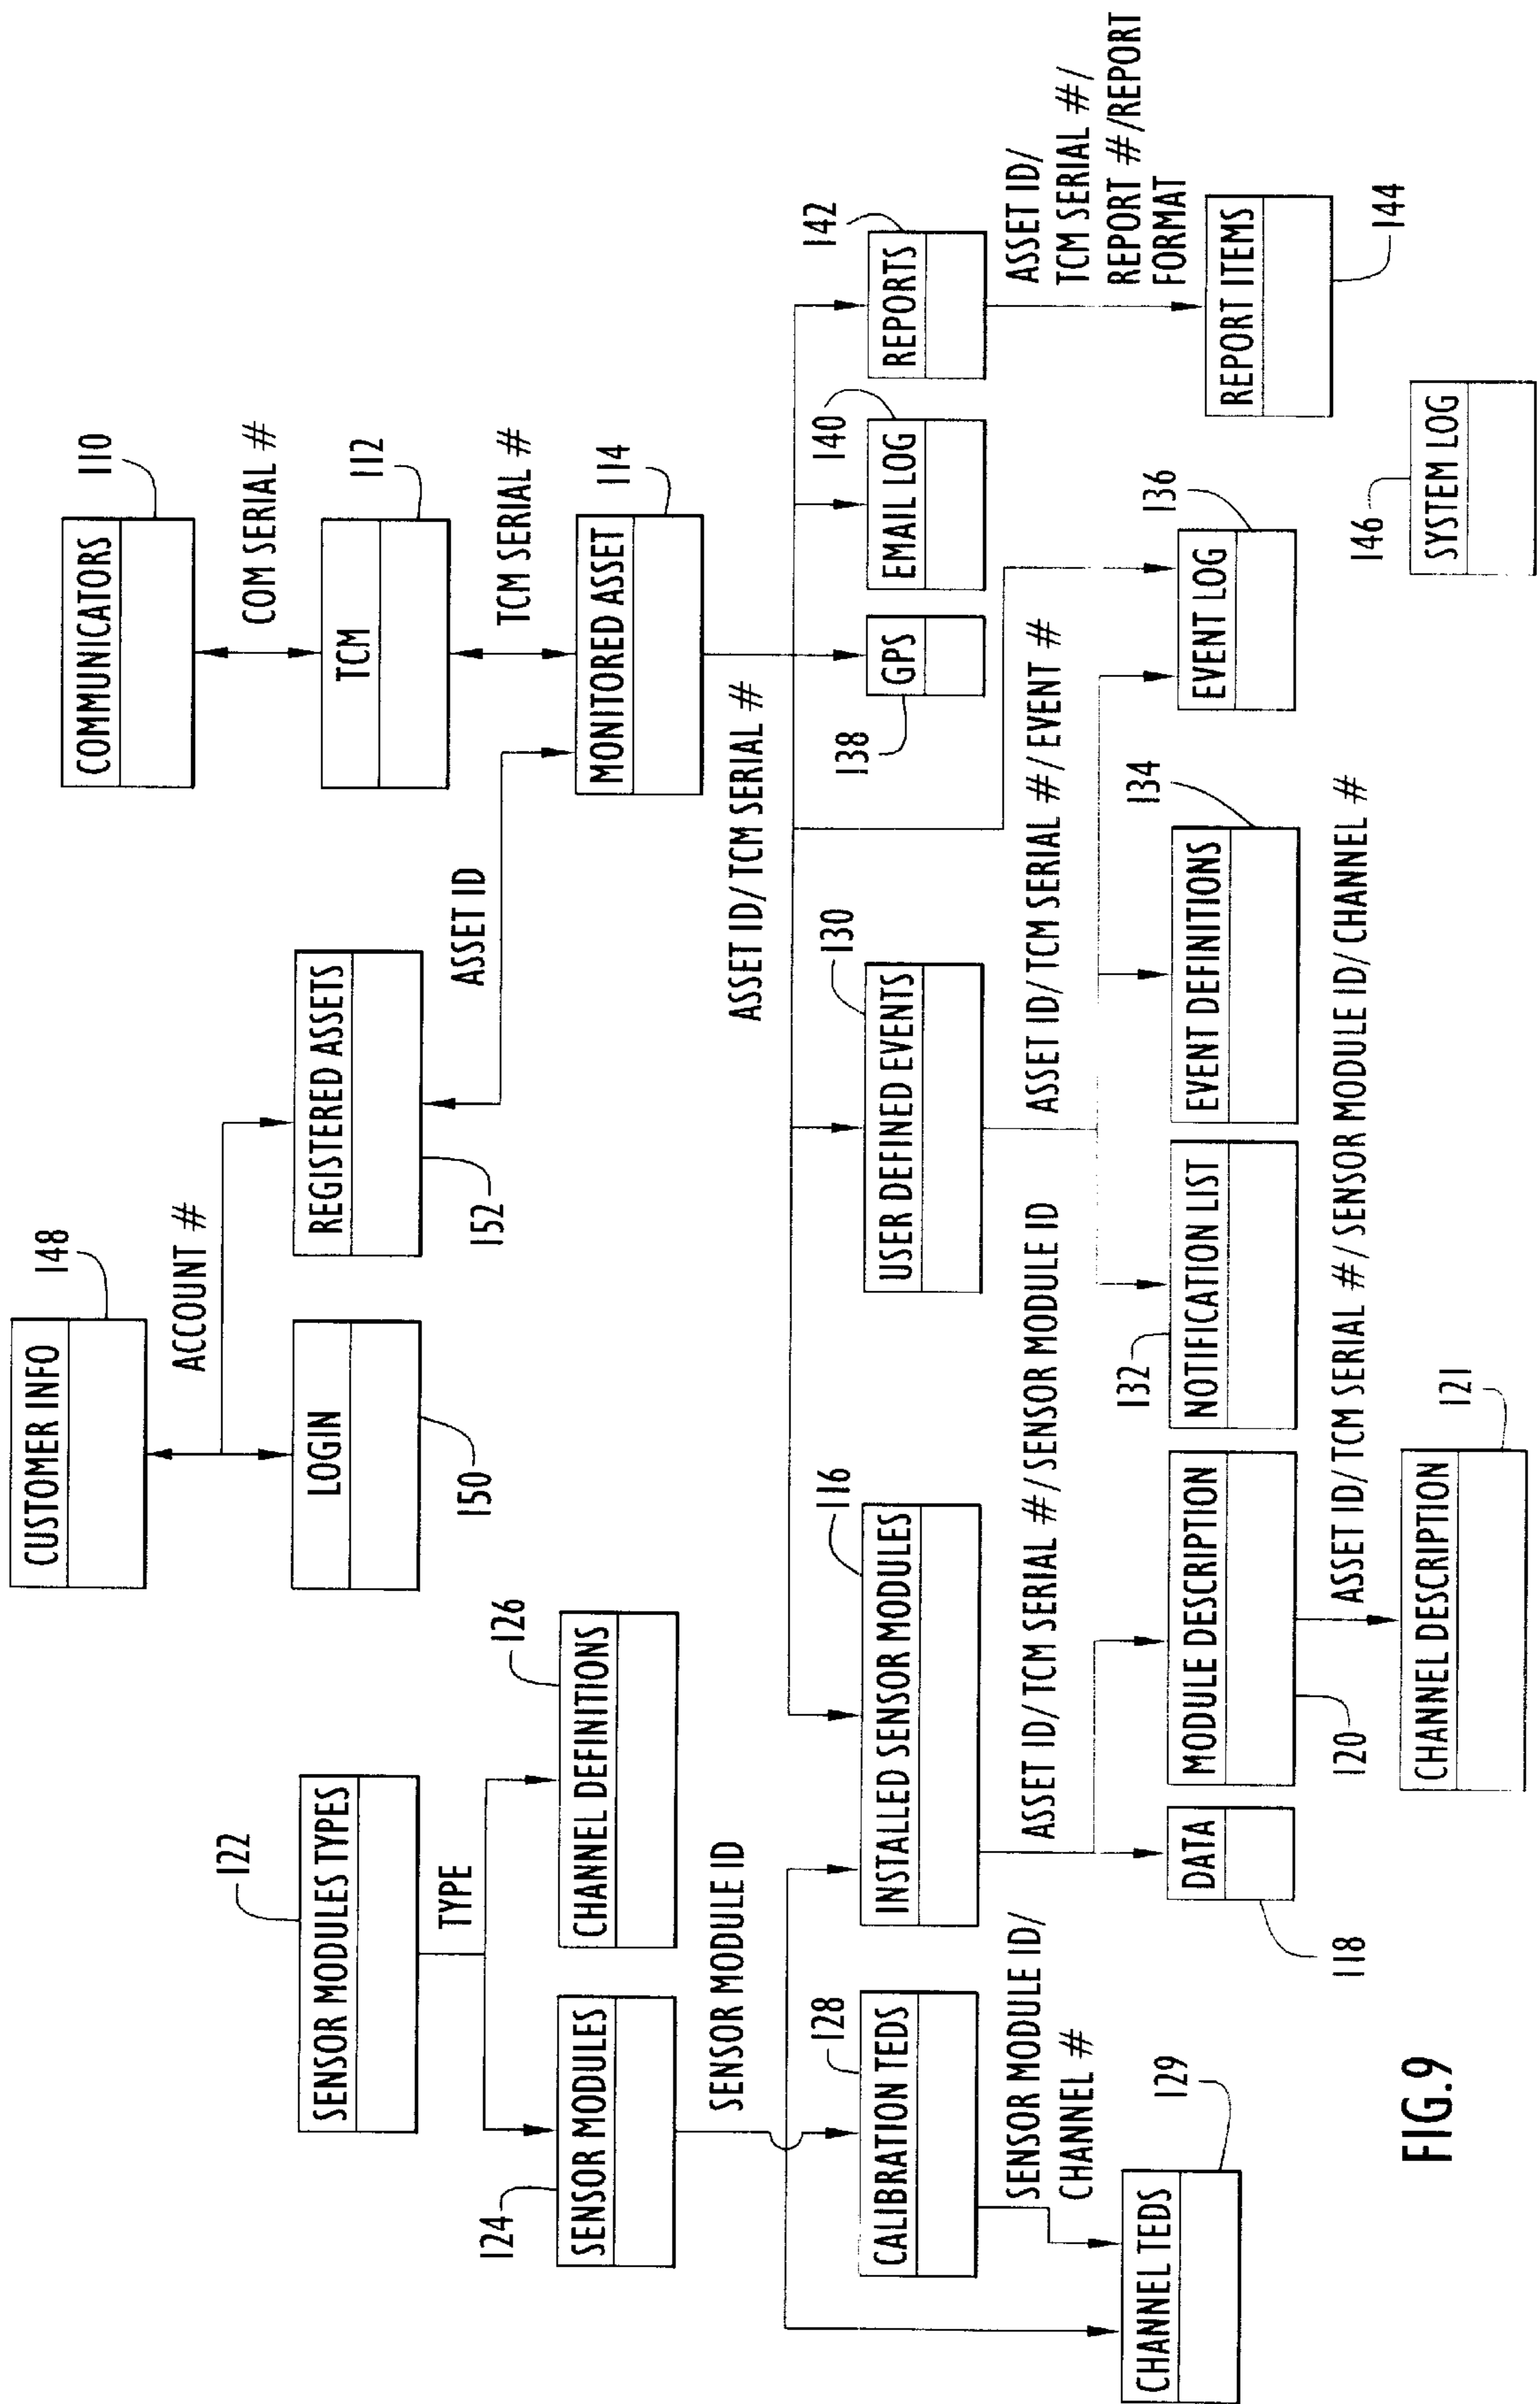 CUSTOMER INFO
148
ACCOUNT #
COMMUNICATORS
110
COM SERIAL #
SENSOR MODULES TYPES
122
TYPE
LOGIN
150
REGISTERED ASSETS
152
ASSET ID
TCM
112
TCM SERIAL #
SENSOR MODULES
124
SENSOR MODULE ID
CHANNEL DEFINITIONS
126
MONITORED ASSET
114
ASSET ID/TCM SERIAL #
CALIBRATION TEDS
128
SENSOR MODULE ID/
CHANNEL #
INSTALLED SENSOR MODULES
116
ASSET ID/TCM SERIAL #/SENSOR MODULE ID
USER DEFINED EVENTS
130
ASSET ID/TCM SERIAL #/EVENT #
GPS
138
EMAIL LOG
140
REPORTS
142
ASSET ID/
TCM SERIAL #/
REPORT #/REPORT
FORMAT
CHANNEL TEDS
129
DATA
118
MODULE DESCRIPTION
120
ASSET ID/TCM SERIAL #/SENSOR MODULE ID/CHANNEL #
NOTIFICATION LIST
132
EVENT DEFINITIONS
134
EVENT LOG
136
REPORT ITEMS
144
CHANNEL DESCRIPTION
121
SYSTEM LOG
146
FIG.9